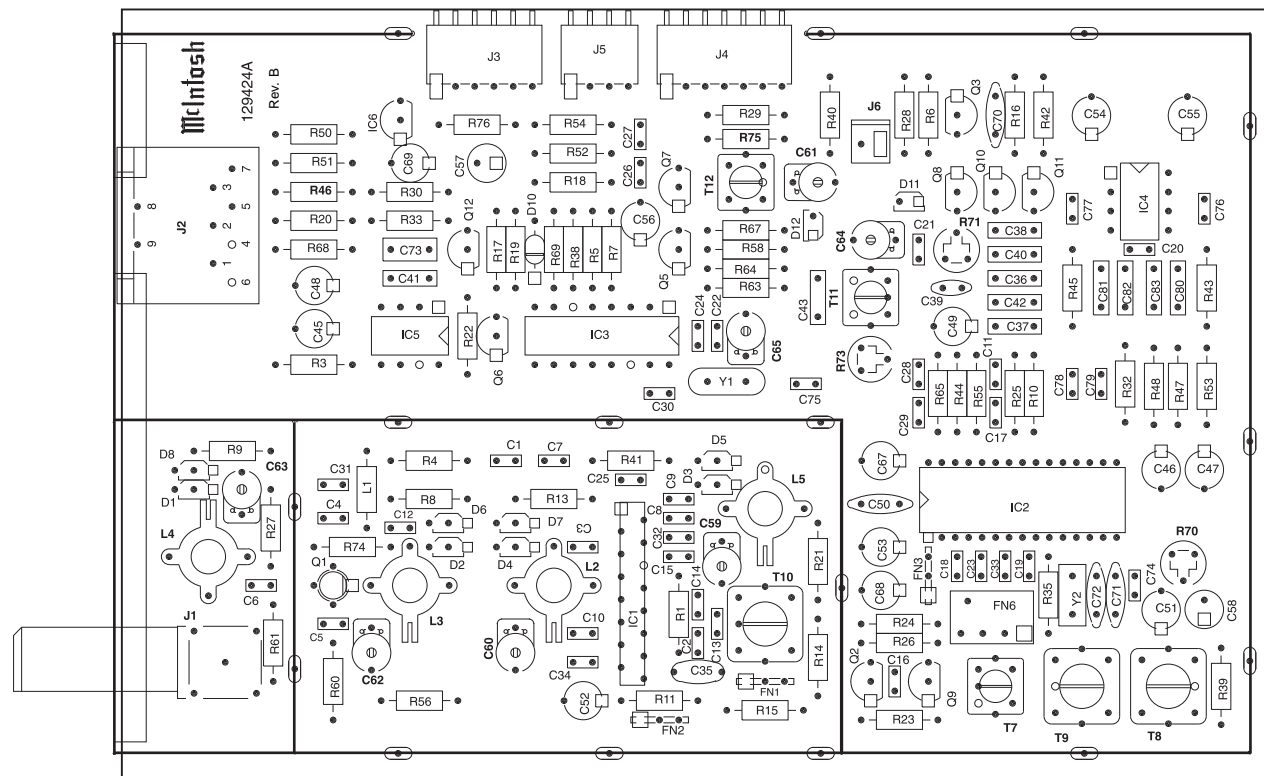 McIntosh
129424A
Rev. B
J3
J5
J4
R50
R51
R46
R20
R68
IC6
C69
R76
C57
R54
R52
R18
C27
C26
Q7
R29
R75
T12
C61
R40
J6
R28
R6
Q3
C70
R16
R42
C54
C55
J2
7
3
5
2
4
1
6
8
9
R30
R33
C73
C41
Q12
R17
R19
D10
R69
R38
R5
R7
C56
Q5
R67
R58
R64
R63
D12
C64
D11
C21
Q8
Q10
Q11
R71
C38
C40
C36
C42
C37
C39
C49
C77
IC4
C76
C20
R45
C81
C82
C83
C80
R43
C48
C45
R3
IC5
R22
Q6
IC3
C24
C22
C65
C43
T11
R73
Y1
C30
C75
C28
C29
R65
R44
R55
C11
C17
R25
R10
C78
C79
R32
R48
R47
R53
D8
R9
C63
D1
L4
R27
C6
R61
J1
C31
C4
L1
R4
R8
C12
R74
Q1
C5
R60
D6
D2
L3
C62
R56
C1
C7
R13
D7
D4
C3
L2
C60
C10
C34
C52
R41
C25
C9
C8
C32
C15
IC1
D5
D3
L5
C59
C14
R1
C2
C13
C35
R11
FN2
FN1
R15
T10
R21
R14
C67
C50
C53
C68
IC2
FN3
C18
C23
C33
C19
FN6
R35
Y2
C72
C71
C74
R70
C51
C58
C46
C47
R24
R26
Q2
C16
Q9
R23
T7
T9
T8
R39